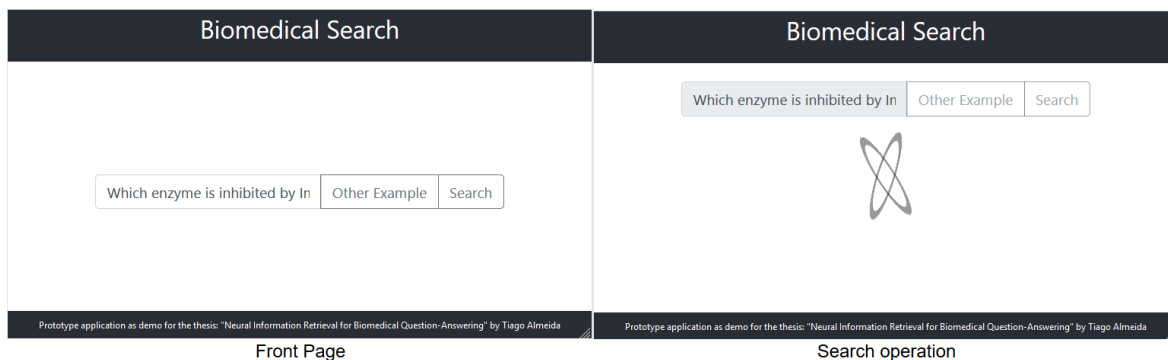 Biomedical Search
Which enzyme is inhibited by In Other Example Search
Prototype application as demo for the thesis: "Neural Information Retrieval for Biomedical Question-Answering" by Tiago Almeida
Front Page
Biomedical Search
Which enzyme is inhibited by In Other Example Search
Prototype application as demo for the thesis: "Neural Information Retrieval for Biomedical Question-Answering" by Tiago Almeida
Search operation